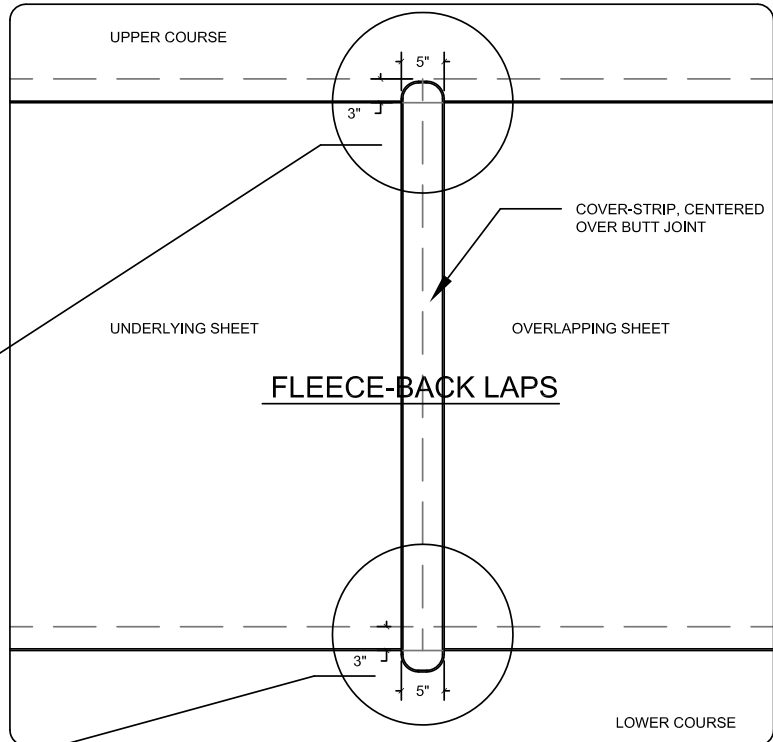 UPPER COURSE
5"
3"
COVER-STRIP, CENTERED
OVER BUTT JOINT
UNDERLYING SHEET
OVERLAPPING SHEET
FLEECE-BACK LAPS
3"
5"
LOWER COURSE